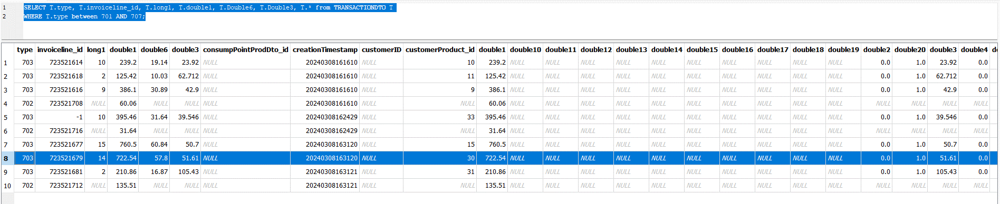 1 SELECT T.type, T.invoiceline_id, T.long1, T.double1, T.Double6, T.Double3, T.* from TRANSACTIONDTO T
2 WHERE T.type between 701 AND 707;
type invoiceline_id long1 double1 double6 double3 consumpPointProdDto_id creationTimestamp customerID customerProduct_id double1 double10 double11 double12 double13 double14 double15 double16 double17 double18 double19 double2 double20 double3 double4
1 703 723521614 10 239.2 19.14 23.92 NULL 20240308161610 NULL 10 239.2 NULL NULL NULL NULL NULL NULL NULL NULL NULL NULL 0.0 1.0 23.92 0.0
2 703 723521618 2 125.42 10.03 62.712 NULL 20240308161610 NULL 11 125.42 NULL NULL NULL NULL NULL NULL NULL NULL NULL NULL 0.0 1.0 62.712 0.0
3 703 723521616 9 386.1 30.89 42.9 NULL 20240308161610 NULL 9 386.1 NULL NULL NULL NULL NULL NULL NULL NULL NULL NULL 0.0 1.0 42.9 0.0
4 702 723521708 NULL 60.06 NULL NULL NULL 20240308161610 NULL NULL 60.06 NULL NULL NULL NULL NULL NULL NULL NULL NULL NULL NULL NULL NULL NULL
5 703 -1 10 395.46 31.64 39.546 NULL 20240308162429 NULL 33 395.46 NULL NULL NULL NULL NULL NULL NULL NULL NULL NULL 0.0 1.0 39.546 0.0
6 702 723521716 NULL 31.64 NULL NULL NULL 20240308162429 NULL NULL 31.64 NULL NULL NULL NULL NULL NULL NULL NULL NULL NULL NULL NULL NULL NULL
7 703 723521677 15 760.5 60.84 50.7 NULL 20240308163120 NULL 15 760.5 NULL NULL NULL NULL NULL NULL NULL NULL NULL NULL 0.0 1.0 50.7 0.0
8 703 723521679 14 722.54 57.8 51.61 NULL 20240308163120 NULL 30 722.54 NULL NULL NULL NULL NULL NULL NULL NULL NULL NULL 0.0 1.0 51.61 0.0
9 703 723521681 2 210.86 16.87 105.43 NULL 20240308163121 NULL 31 210.86 NULL NULL NULL NULL NULL NULL NULL NULL NULL NULL 0.0 1.0 105.43 0.0
10 702 723521712 NULL 135.51 NULL NULL NULL 20240308163121 NULL NULL 135.51 NULL NULL NULL NULL NULL NULL NULL NULL NULL NULL NULL NULL NULL NULL